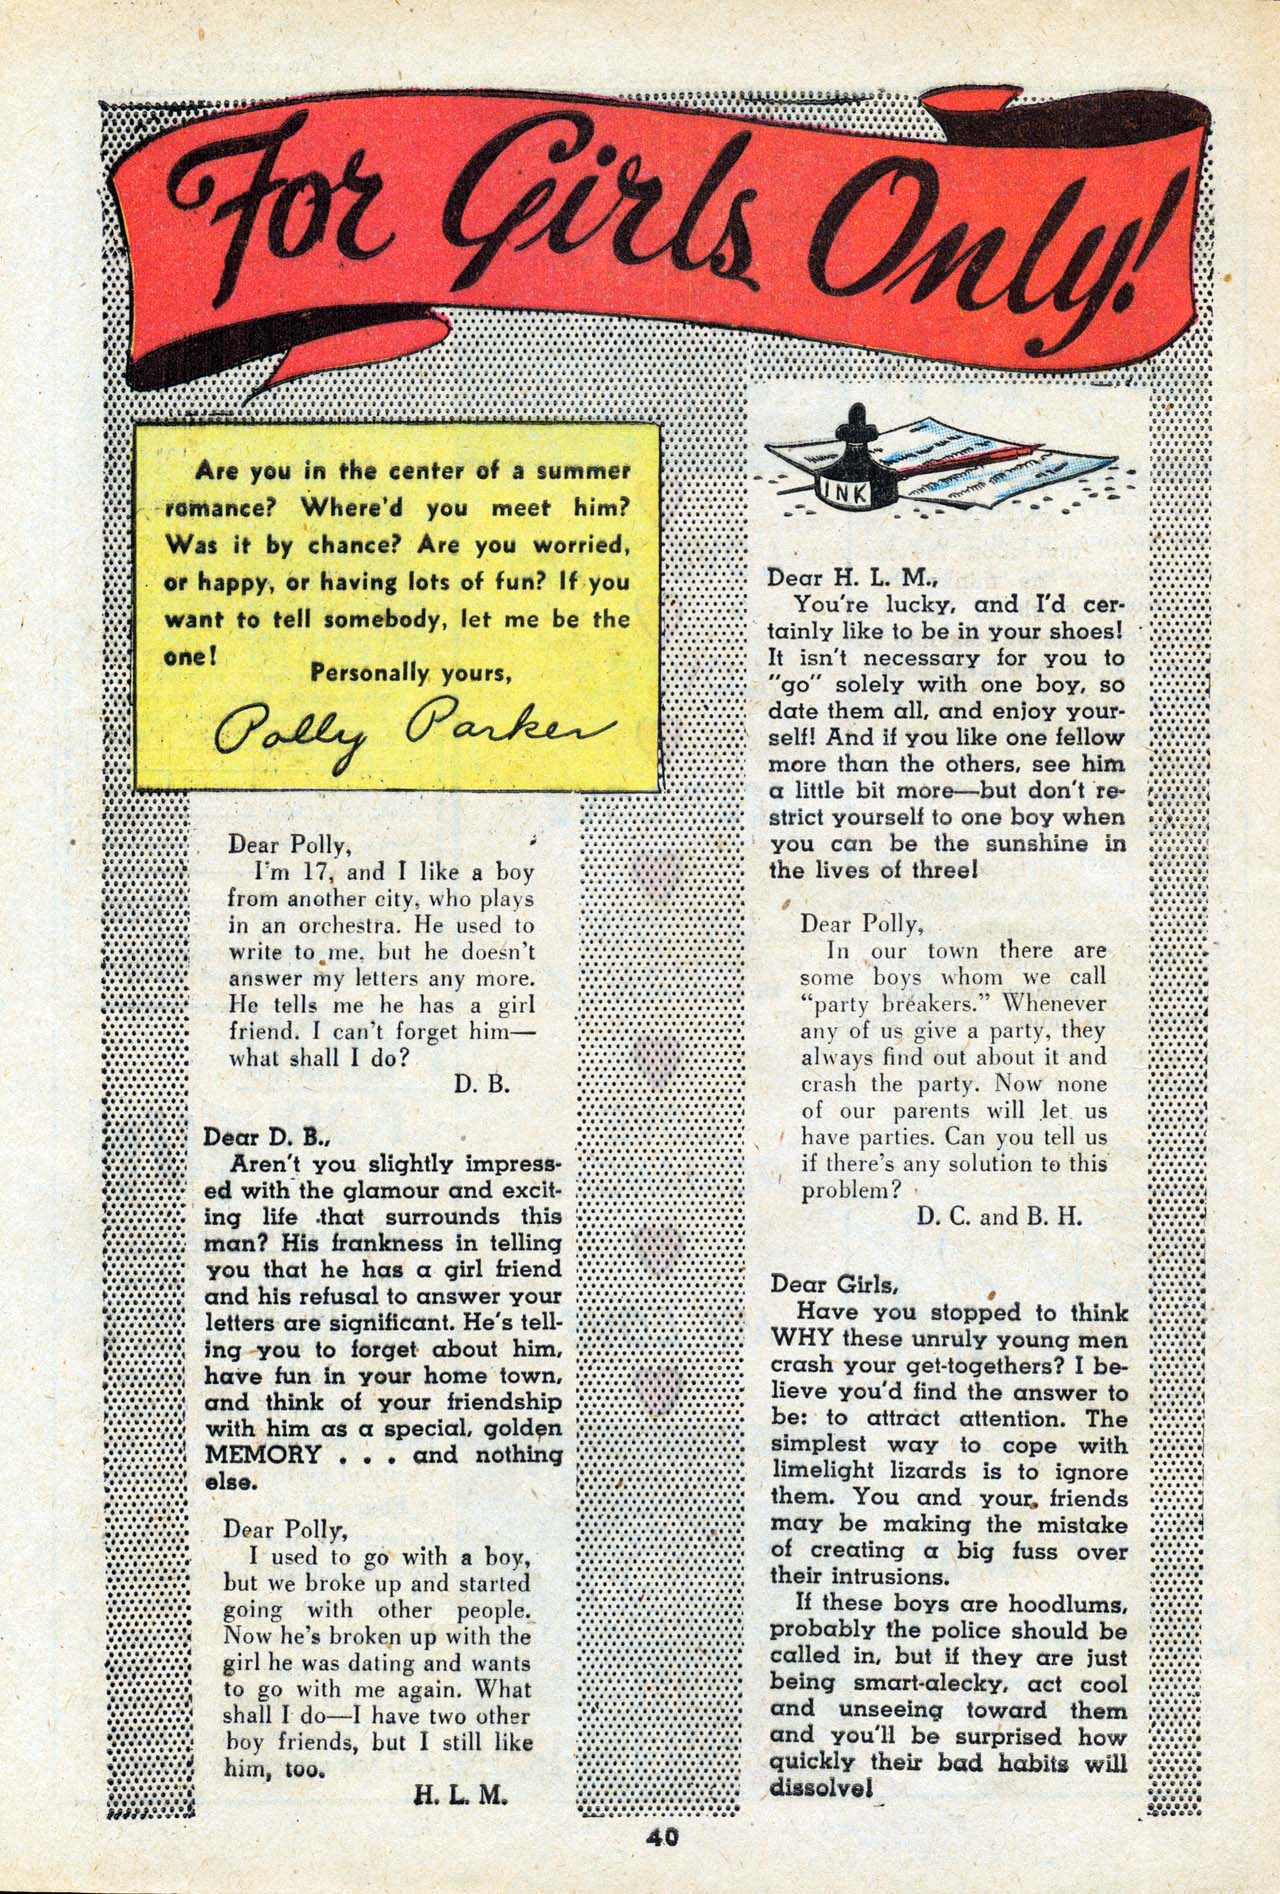 For Girls Only!
Are you in the center of a summer
romance? Where'd you meet him?
Was it by chance? Are you worried,
or happy, or having lots of fun? If you
want to tell somebody, let me be the
one!
Personally yours,
Polly Parker
Dear Polly,
I'm 17, and I like a boy
from another city, who plays
in an orchestra. He used to
write to me, but he doesn't
answer my letters any more.
He tells me he has a girl
friend. I can't forget him—
what shall I do?
D. B.
Dear D. B.,
Aren't you slightly impress-
ed with the glamour and excit-
ing life that surrounds this
man? His frankness in telling
you that he has a girl friend
and his refusal to answer your
letters are significant. He's tell-
ing you to forget about him,
have fun in your home town,
and think of your friendship
with him as a special, golden
MEMORY . . . and nothing
else.
Dear Polly,
I used to go with a boy,
but we broke up and started
going with other people.
Now he's broken up with the
girl he was dating and wants
to go with me again. What
shall I do—I have two other
boy friends, but I still like
him, too.
H. L. M.
INK
Dear H. L. M.,
You're lucky, and I'd cer-
tainly like to be in your shoes!
It isn't necessary for you to
"go" solely with one boy, so
date them all, and enjoy your-
self! And if you like one fellow
more than the others, see him
a little bit more—but don't re-
strict yourself to one boy when
you can be the sunshine in
the lives of three!
Dear Polly,
In our town there are
some boys whom we call
"party breakers." Whenever
any of us give a party, they
always find out about it and
crash the party. Now none
of our parents will let us
have parties. Can you tell us
if there's any solution to this
problem?
D. C. and B. H.
Dear Girls,
Have you stopped to think
WHY these unruly young men
crash your get-togethers? I be-
lieve you'd find the answer to
be: to attract attention. The
simplest way to cope with
limelight lizards is to ignore
them. You and your friends
may be making the mistake
of creating a big fuss over
their intrusions.
If these boys are hoodlums,
probably the police should be
called in, but if they are just
being smart-alecky, act cool
and unseeing toward them
and you'll be surprised how
quickly their bad habits will
dissolve!
40